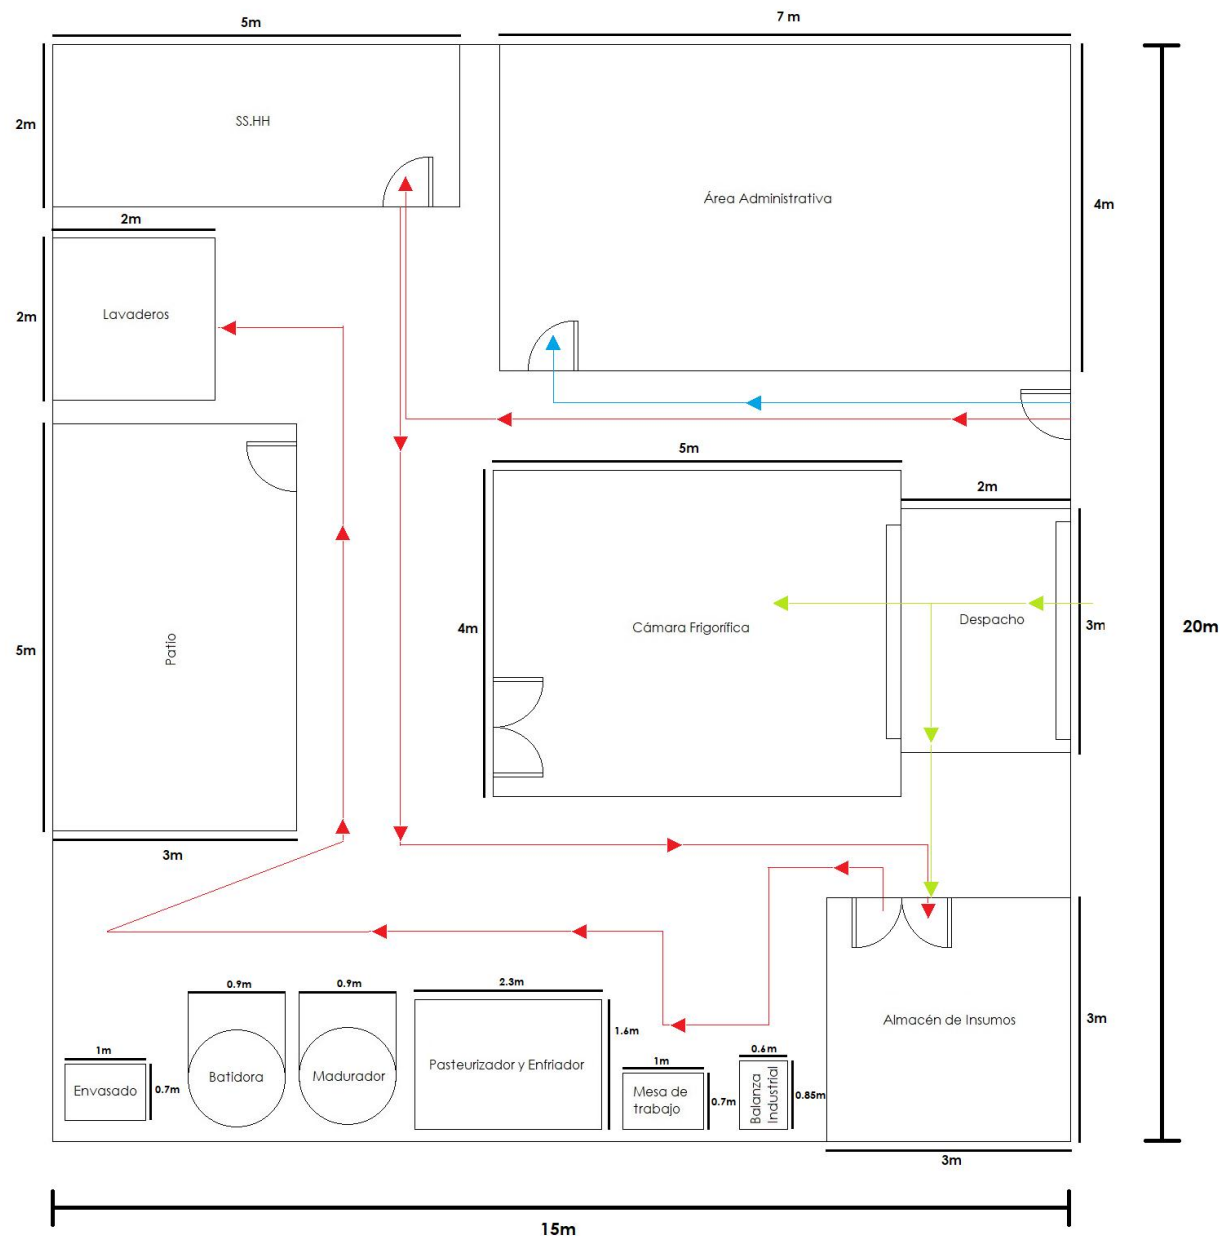 5m
7 m
2m
SS.HH
Área Administrativa
4m
2m
2m
Lavaderos
5m
2m
4m
Cámara Frigorífica
Despacho
3m
20m
5m
Patio
3m
0.9m
0.9m
2.3m
1.6m
Almacén de Insumos
3m
1m
0.7m
Envasado
Batidora
Madurador
Pasteurizador y Enfriador
1m
0.7m
Mesa de
trabajo
0.6m
0.85m
Balanza
Industrial
3m
15m